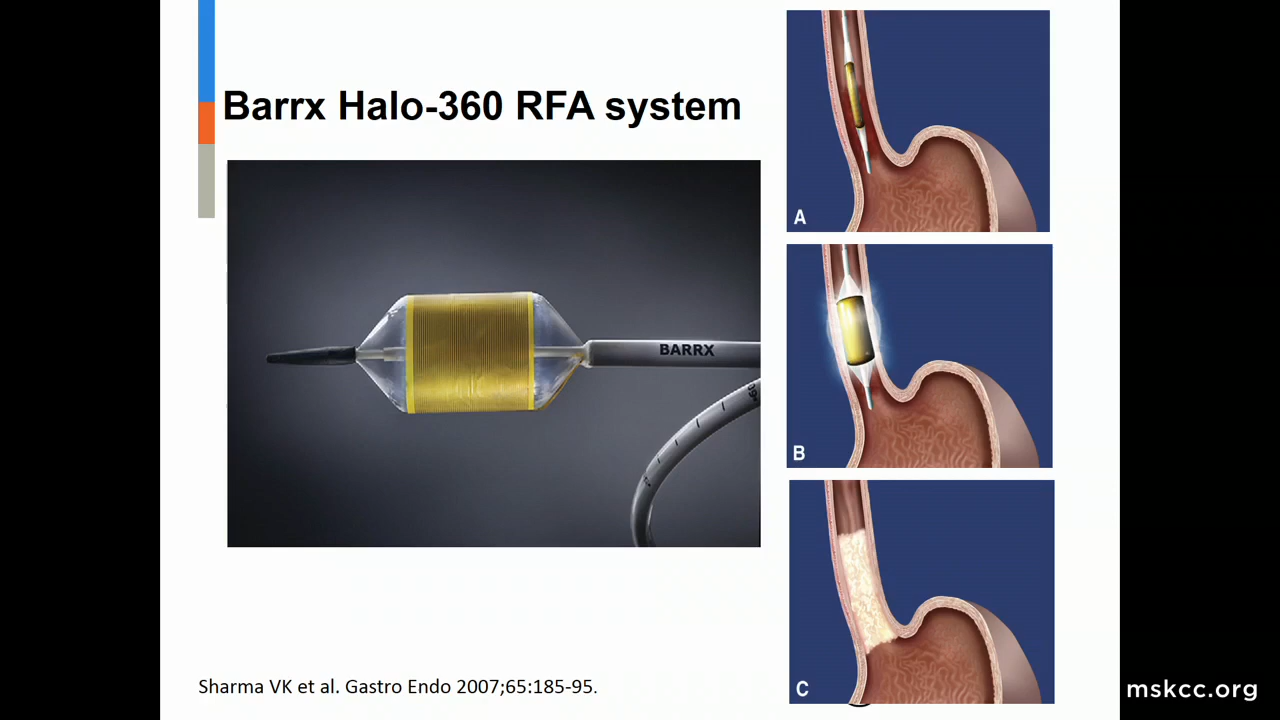 Barrx Halo-360 RFA system
BARRX
A
B
C
Sharma VK et al. Gastro Endo 2007;65:185-95.
mskcc.org